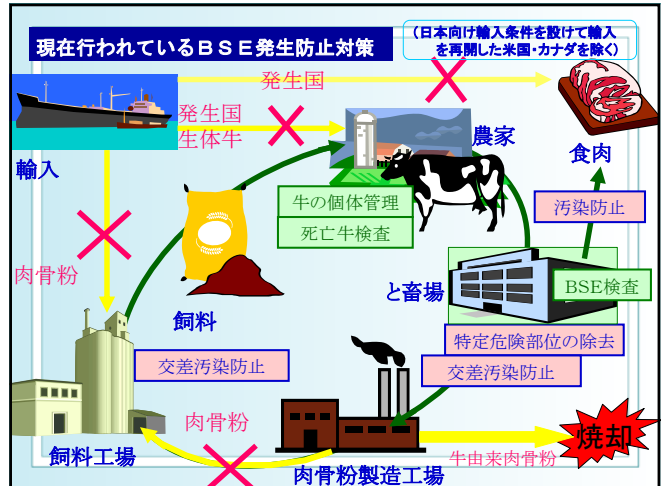 現在行われているＢＳＥ発生防止対策
（日本向け輸入条件を設けて輸入
を再開した米国・カナダを除く）
発生国
発生国
生体牛
輸入
農家
食肉
牛の個体管理
死亡牛検査
汚染防止
肉骨粉
飼料
と畜場
BSE検査
特定危険部位の除去
交差汚染防止
交差汚染防止
肉骨粉
飼料工場
肉骨粉製造工場
牛由来肉骨粉
焼却